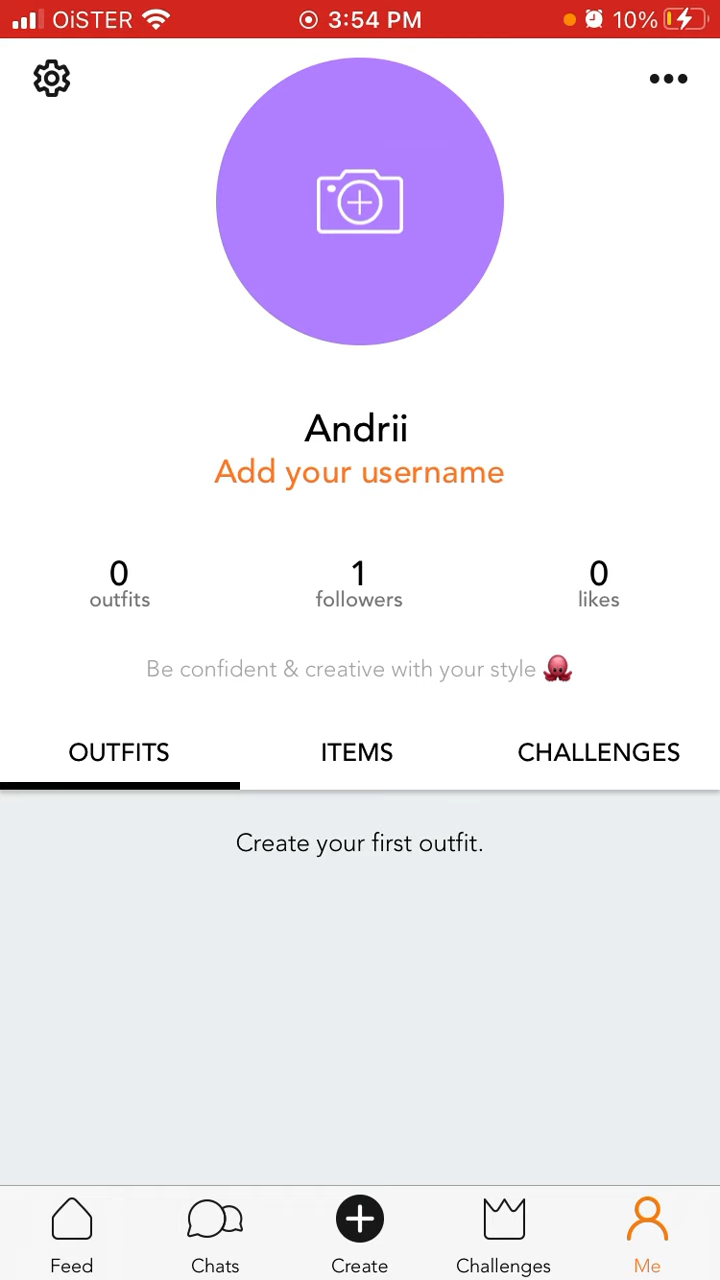 OiSTER 3:54 PM 10%
Andrii
Add your username
0 1 0
outfits followers likes
Be confident & creative with your style 🐙
OUTFITS ITEMS CHALLENGES
Create your first outfit.
Feed Chats Create Challenges Me